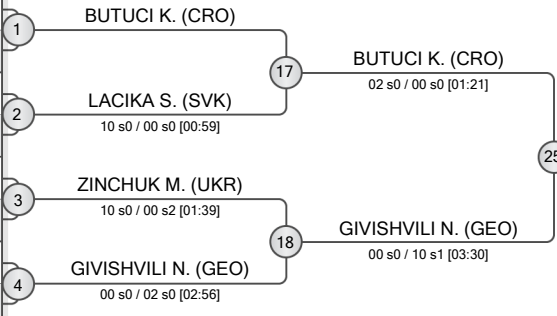 1
BUTUCI K. (CRO)
17
BUTUCI K. (CRO)
02 s0 / 00 s0 [01:21]
2
LACIKA S. (SVK)
10 s0 / 00 s0 [00:59]
25
3
ZINCHUK M. (UKR)
10 s0 / 00 s2 [01:39]
18
GIVISHVILI N. (GEO)
00 s0 / 10 s1 [03:30]
4
GIVISHVILI N. (GEO)
00 s0 / 02 s0 [02:56]